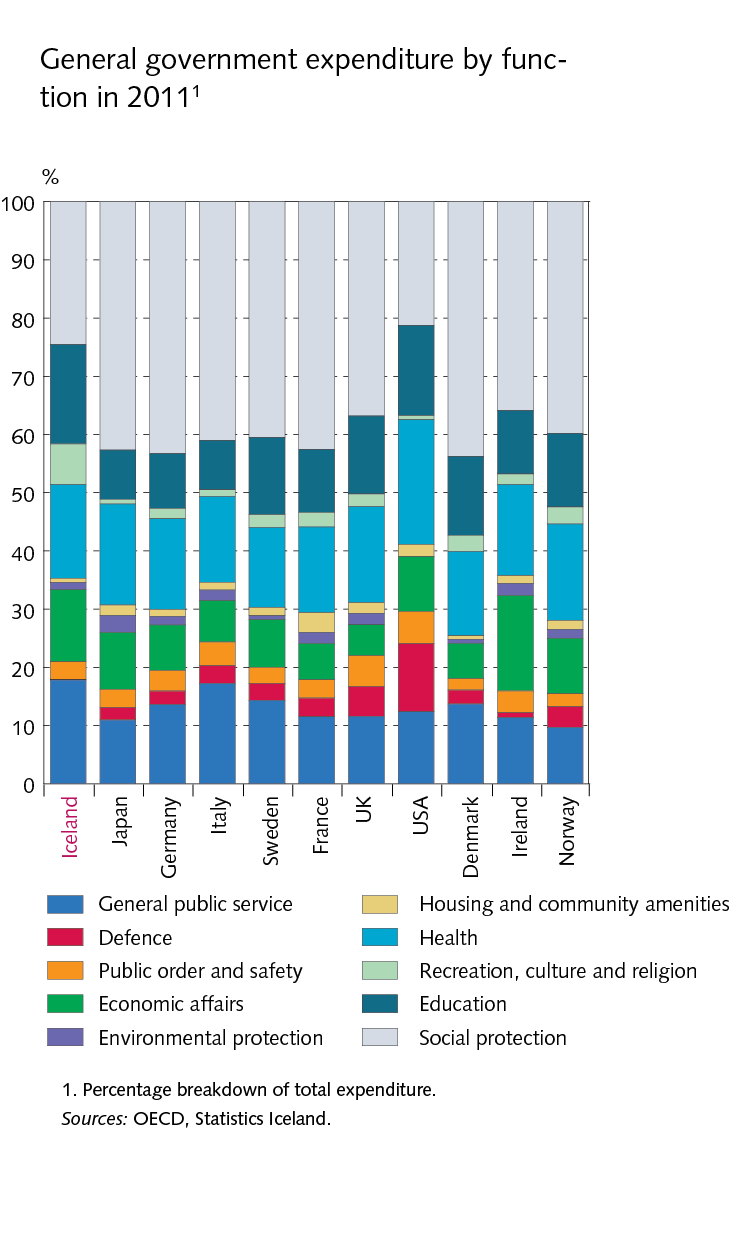 General government expenditure by func-
tion in 2011¹
%
100
90
80
70
60
50
40
30
20
10
0
Iceland
Japan
Germany
Italy
Sweden
France
UK
USA
Denmark
Ireland
Norway
General public service
Defence
Public order and safety
Economic affairs
Environmental protection
Housing and community amenities
Health
Recreation, culture and religion
Education
Social protection
1. Percentage breakdown of total expenditure.
Sources: OECD, Statistics Iceland.